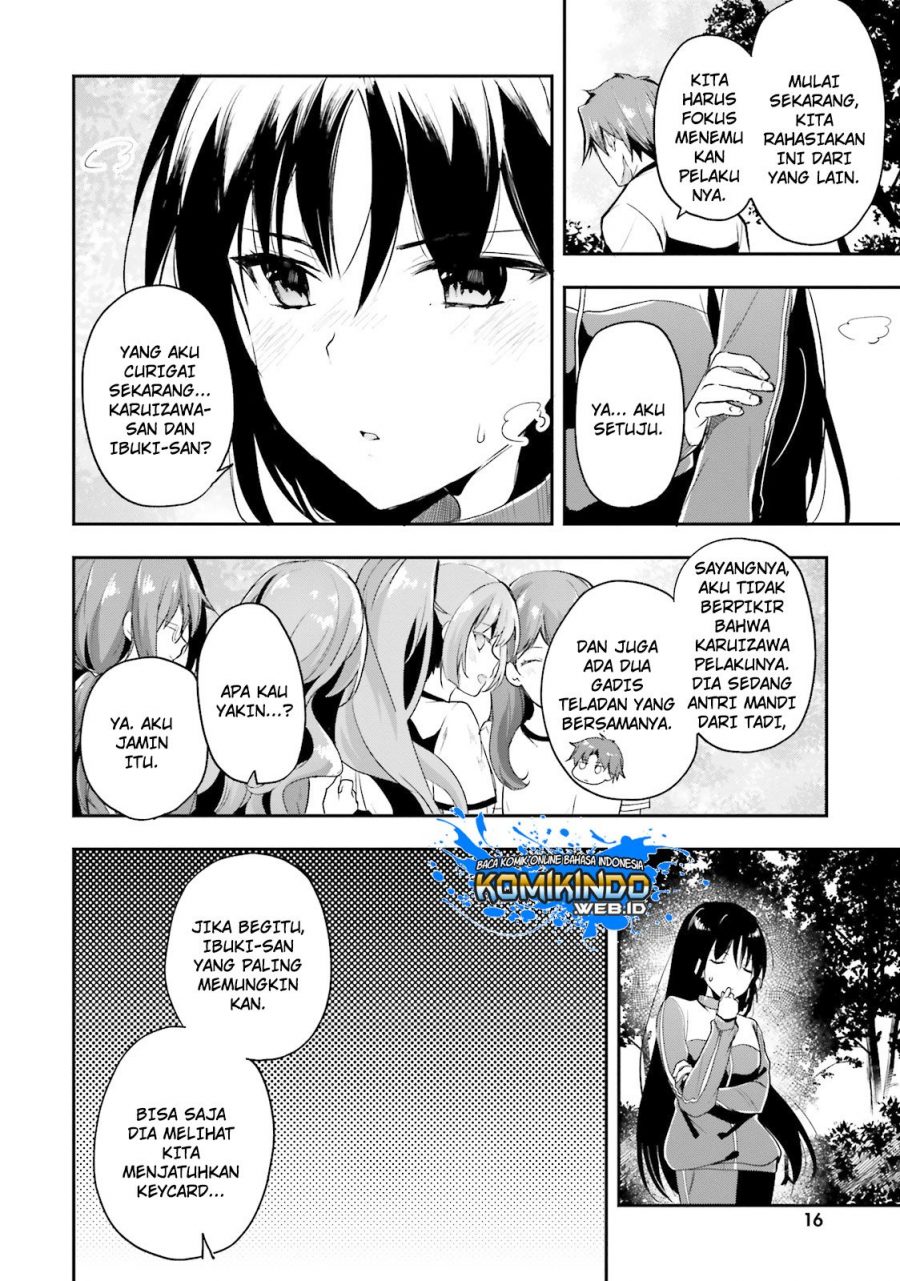 MULAI
SEKARANG,
KITA
RAHASIAKAN
INI DARI
YANG LAIN.
KITA
HARUS
FOKUS
MENEMU
KAN
PELAKU
NYA.
YA... AKU
SETUJU.
YANG AKU
CURIGAI
SEKARANG...
KARUIZAWA-
SAN DAN
IBUKI-SAN?
SAYANGNYA,
AKU TIDAK
BERPIKIR
BAHWA
KARUIZAWA
PELAKUNYA.
DIA SEDANG
ANTRI MANDI
DARI TADI,
DAN JUGA
ADA DUA
GADIS
TELADAN YANG
BERSAMANYA.
APA KAU
YAKIN...?
YA. AKU
JAMIN
ITU.
BACA KOMIK ONLINE BAHASA INDONESIA
KOMIKINDO
WEB.ID
JIKA BEGITU,
IBUKI-SAN
YANG PALING
MEMUNGKIN
KAN.
BISA SAJA
DIA MELIHAT
KITA
MENJATUHKAN
KEYCARD...
16